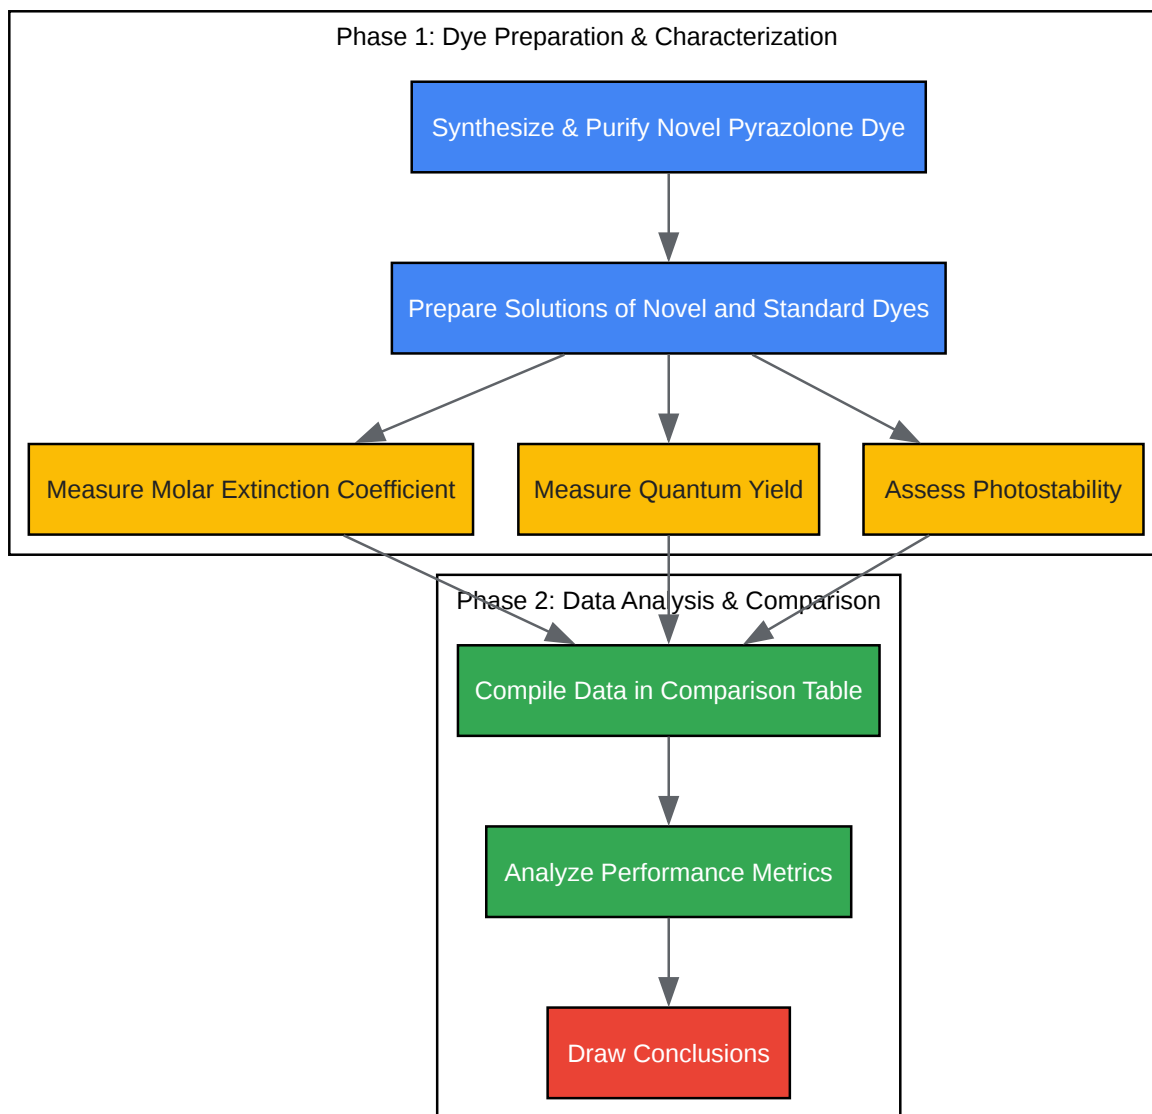 Phase 1: Dye Preparation & Characterization
Synthesize & Purify Novel Pyrazolone Dye
Prepare Solutions of Novel and Standard Dyes
Measure Molar Extinction Coefficient
Measure Quantum Yield
Assess Photostability
Phase 2: Data Analysis & Comparison
Compile Data in Comparison Table
Analyze Performance Metrics
Draw Conclusions